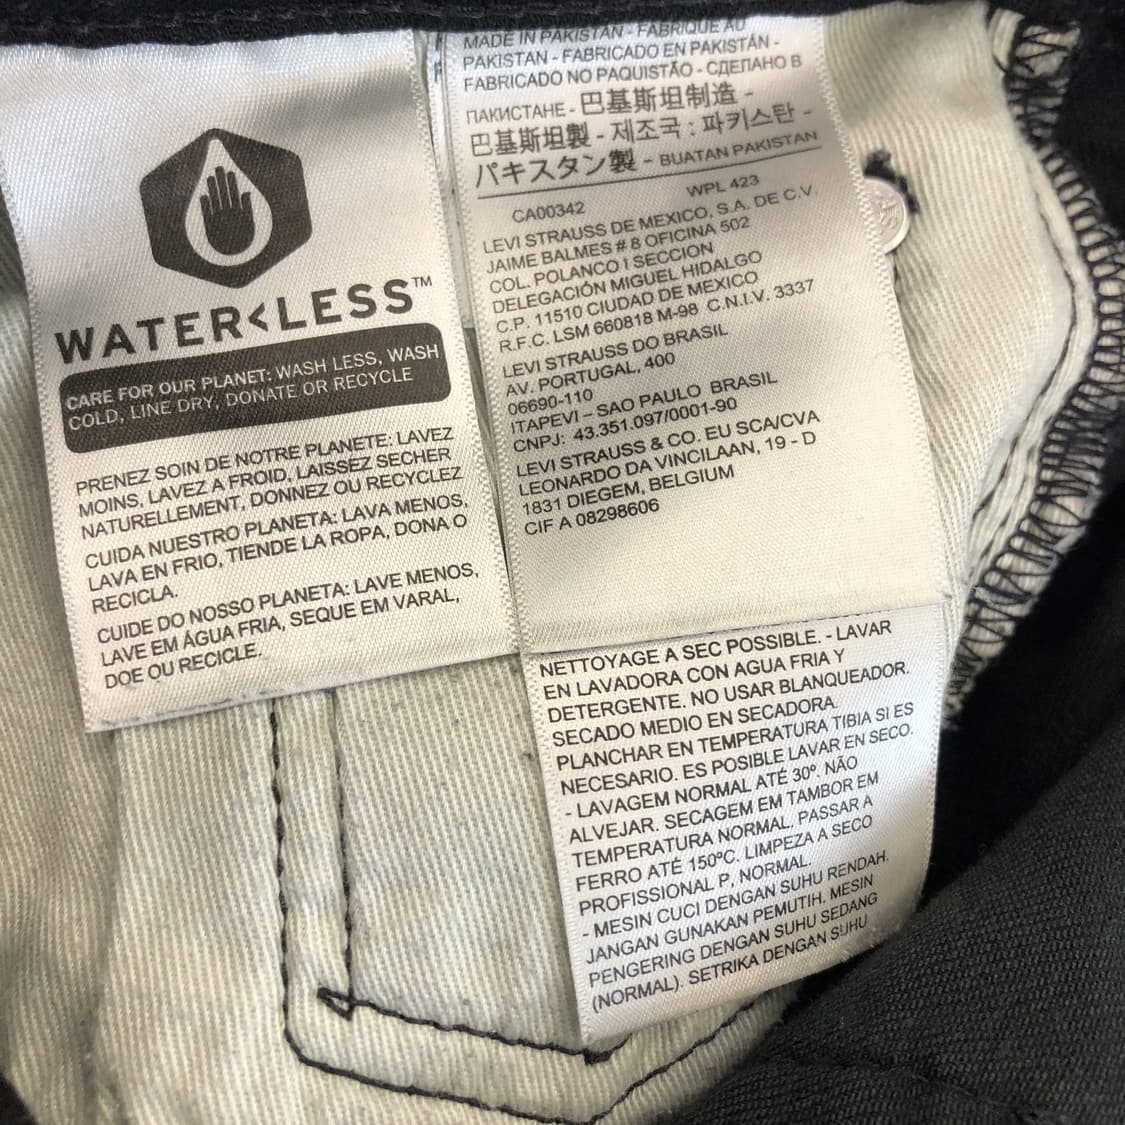 WATER<LESS™
CARE FOR OUR PLANET: WASH LESS, WASH
COLD, LINE DRY, DONATE OR RECYCLE
PRENEZ SOIN DE NOTRE PLANETE: LAVEZ
MOINS, LAVEZ A FROID, LAISSEZ SECHER
NATURELLEMENT, DONNEZ OU RECYCLEZ
CUIDA NUESTRO PLANETA: LAVA MENOS,
LAVA EN FRIO, TIENDE LA ROPA, DONA O
RECICLA.
CUIDE DO NOSSO PLANETA: LAVE MENOS,
LAVE EM ÁGUA FRIA, SEQUE EM VARAL,
DOE OU RECICLE.
MADE IN PAKISTAN - FABRIQUÉ AU
PAKISTAN - FABRICADO EN PAKISTÁN -
FABRICADO NO PAQUISTÃO - СДЕЛАНО В
ПАКИСТАНЕ - 巴基斯坦制造 -
巴基斯坦製 - 제조국 : 파키스탄 -
パキスタン製 - BUATAN PAKISTAN
CA00342 WPL 423
LEVI STRAUSS DE MEXICO, S.A. DE C.V.
JAIME BALMES # 8 OFICINA 502
COL. POLANCO I SECCION
DELEGACIÓN MIGUEL HIDALGO
C.P. 11510 CIUDAD DE MEXICO
R.F.C. LSM 660818 M-98 C.N.I.V. 3337
LEVI STRAUSS DO BRASIL
AV. PORTUGAL, 400
06690-110
ITAPEVI – SAO PAULO BRASIL
CNPJ: 43.351.097/0001-90
LEVI STRAUSS & CO. EU SCA/CVA
LEONARDO DA VINCILAAN, 19 - D
1831 DIEGEM, BELGIUM
CIF A 08298606
NETTOYAGE A SEC POSSIBLE. - LAVAR
EN LAVADORA CON AGUA FRIA Y
DETERGENTE. NO USAR BLANQUEADOR.
SECADO MEDIO EN SECADORA.
PLANCHAR EN TEMPERATURA TIBIA SI ES
NECESARIO. ES POSIBLE LAVAR EN SECO.
- LAVAGEM NORMAL ATÉ 30º. NÃO
ALVEJAR. SECAGEM EM TAMBOR EM
TEMPERATURA NORMAL. PASSAR A
FERRO ATÉ 150ºC. LIMPEZA A SECO
PROFISSIONAL P, NORMAL.
- MESIN CUCI DENGAN SUHU RENDAH.
JANGAN GUNAKAN PEMUTIH. MESIN
PENGERING DENGAN SUHU SEDANG
(NORMAL). SETRIKA DENGAN SUHU